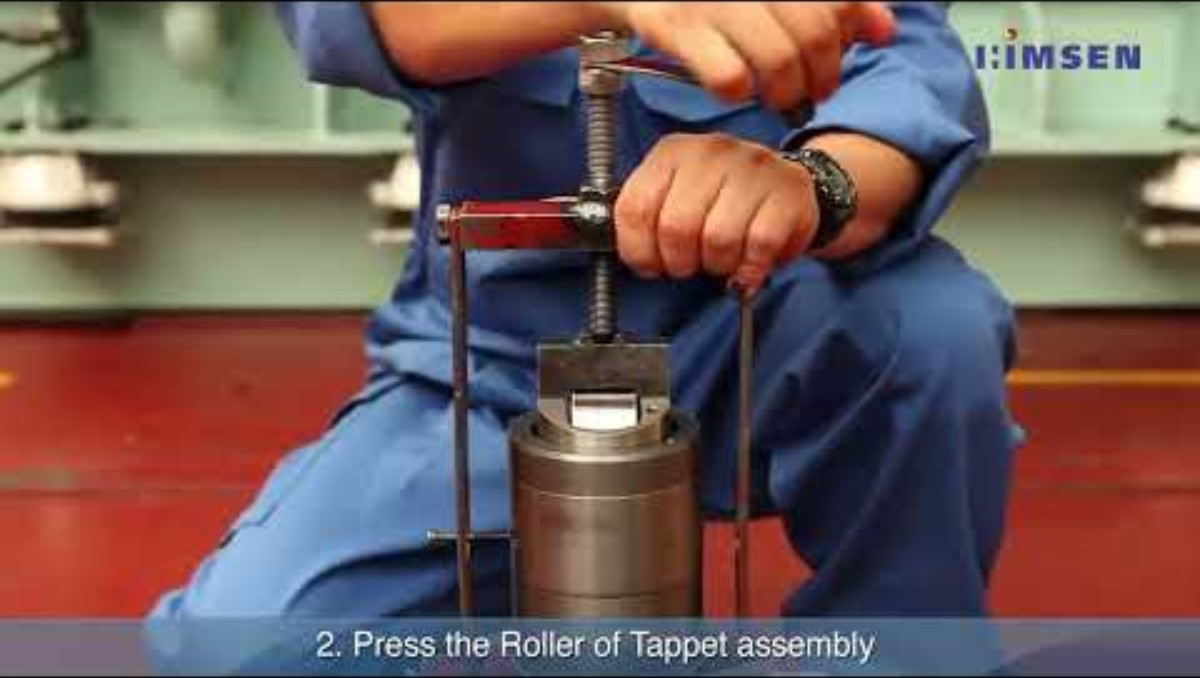 HIMSEN
2. Press the Roller of Tappet assembly